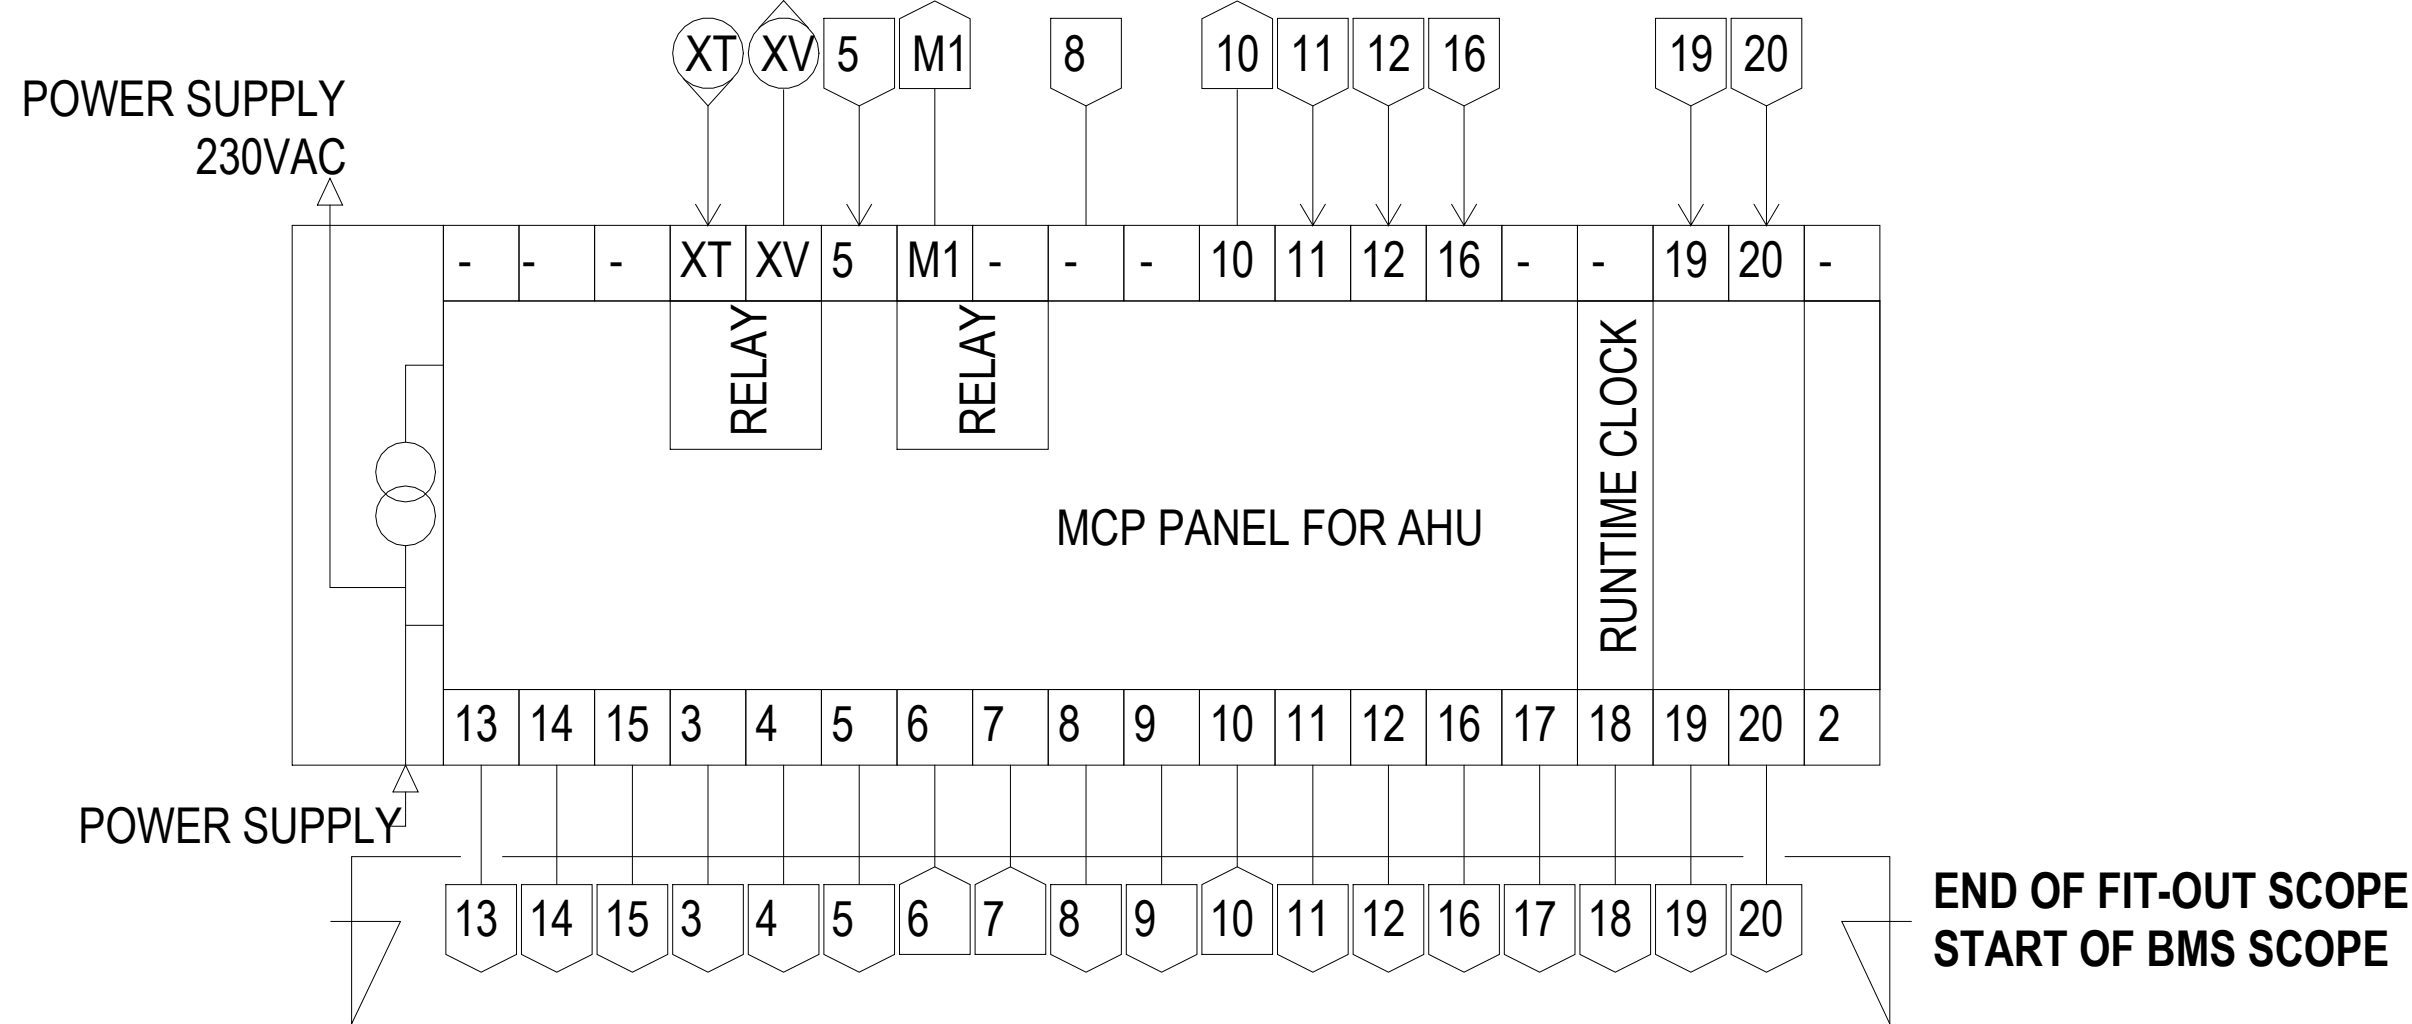 XT XV 5 M1 8 10 11 12 16 19 20
POWER SUPPLY
230VAC
- - - XT XV 5 M1 - - - 10 11 12 16 - - 19 20 -
RELAY
RELAY
RUNTIME CLOCK
MCP PANEL FOR AHU
13 14 15 3 4 5 6 7 8 9 10 11 12 16 17 18 19 20 2
POWER SUPPLY
13 14 15 3 4 5 6 7 8 9 10 11 12 16 17 18 19 20
END OF FIT-OUT SCOPE
START OF BMS SCOPE